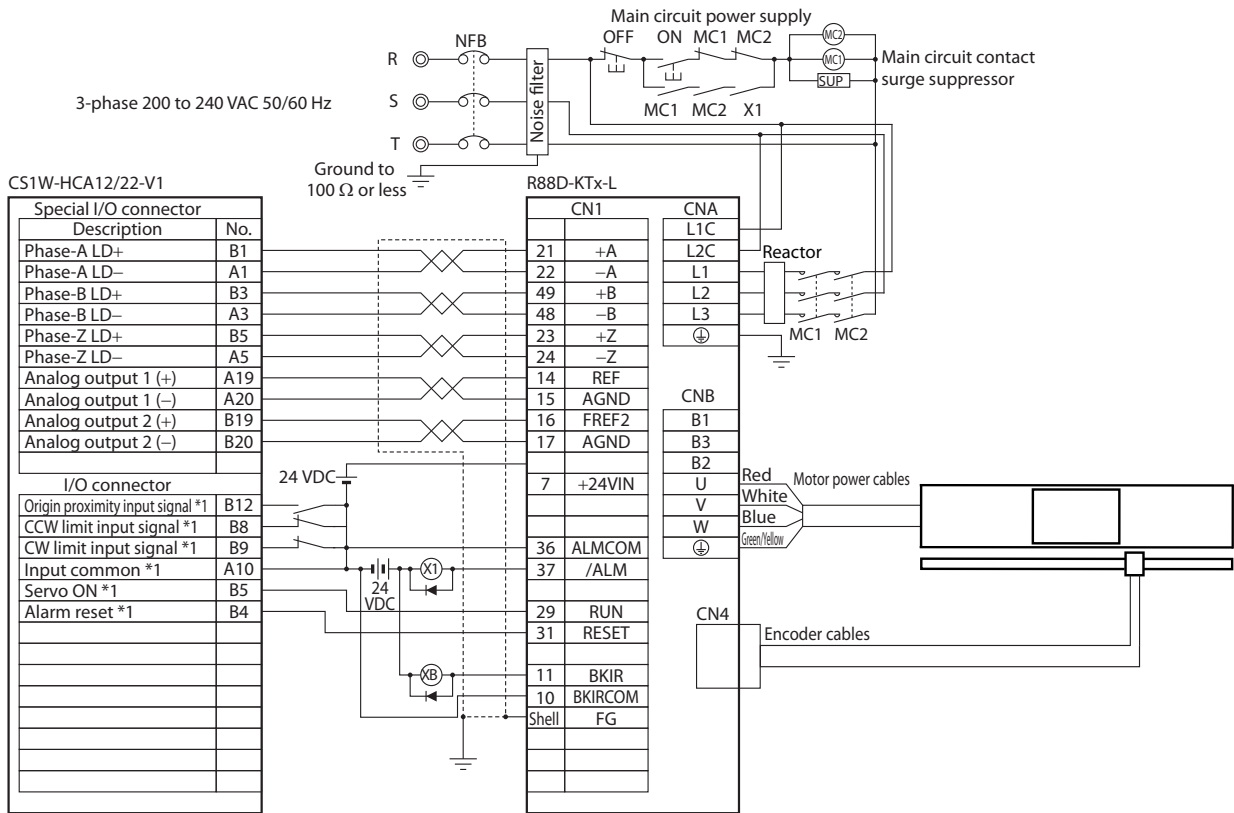 Main circuit power supply
OFF ON MC1 MC2
MC2
NFB
R
MC1
Main circuit contact
surge suppressor
SUP
Noise filter
3-phase 200 to 240 VAC 50/60 Hz
S
MC1 MC2 X1
T
Ground to
100 Ω or less
CS1W-HCA12/22-V1
R88D-KTx-L
Special I/O connector
CN1
CNA
Description No.
L1C
Phase-A LD+ B1
21 +A
L2C
Reactor
Phase-A LD− A1
22 −A
L1
Phase-B LD+ B3
49 +B
L2
Phase-B LD− A3
48 −B
L3
MC1 MC2
Phase-Z LD+ B5
23 +Z
Phase-Z LD− A5
24 −Z
Analog output 1 (+) A19
14 REF
Analog output 1 (−) A20
15 AGND
CNB
Analog output 2 (+) B19
16 FREF2
B1
Analog output 2 (−) B20
17 AGND
B3
B2
I/O connector
24 VDC
7 +24VIN
U
Red
Motor power cables
Origin proximity input signal *1 B12
V
White
CCW limit input signal *1 B8
W
Blue
CW limit input signal *1 B9
36 ALMCOM
Green/Yellow
Input common *1 A10
X1
37 /ALM
24
VDC
Servo ON *1 B5
29 RUN
CN4
Alarm reset *1 B4
31 RESET
Encoder cables
XB
11 BKIR
10 BKIRCOM
Shell FG